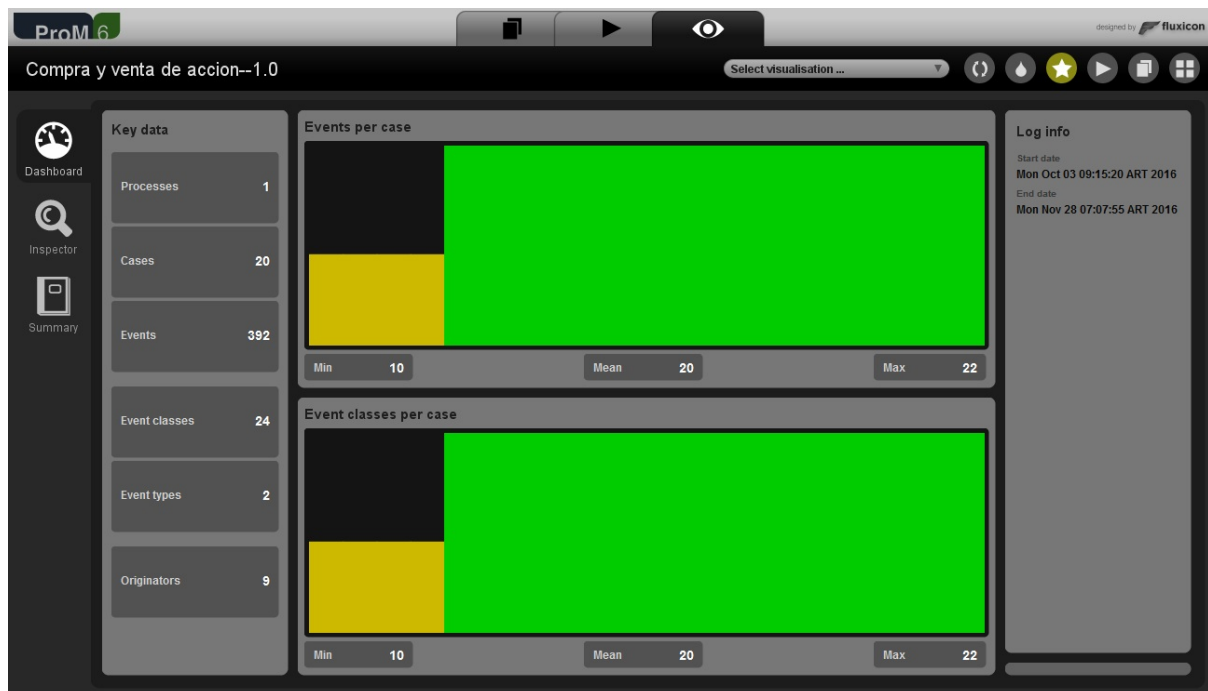 ProM 6
designed by fluxicon
Compra y venta de accion--1.0
Select visualisation ...
Dashboard
Inspector
Summary
Key data
Processes 1
Cases 20
Events 392
Event classes 24
Event types 2
Originators 9
Events per case
Min 10 Mean 20 Max 22
Event classes per case
Min 10 Mean 20 Max 22
Log info
Start date
Mon Oct 03 09:15:20 ART 2016
End date
Mon Nov 28 07:07:55 ART 2016